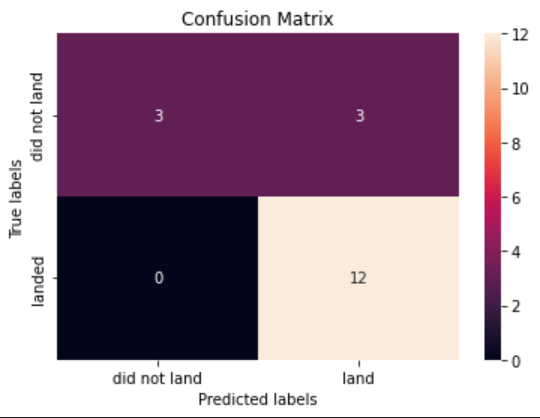 Confusion Matrix
True labels
did not land
3
3
landed
0
12
did not land
land
Predicted labels
12
10
8
6
4
2
0